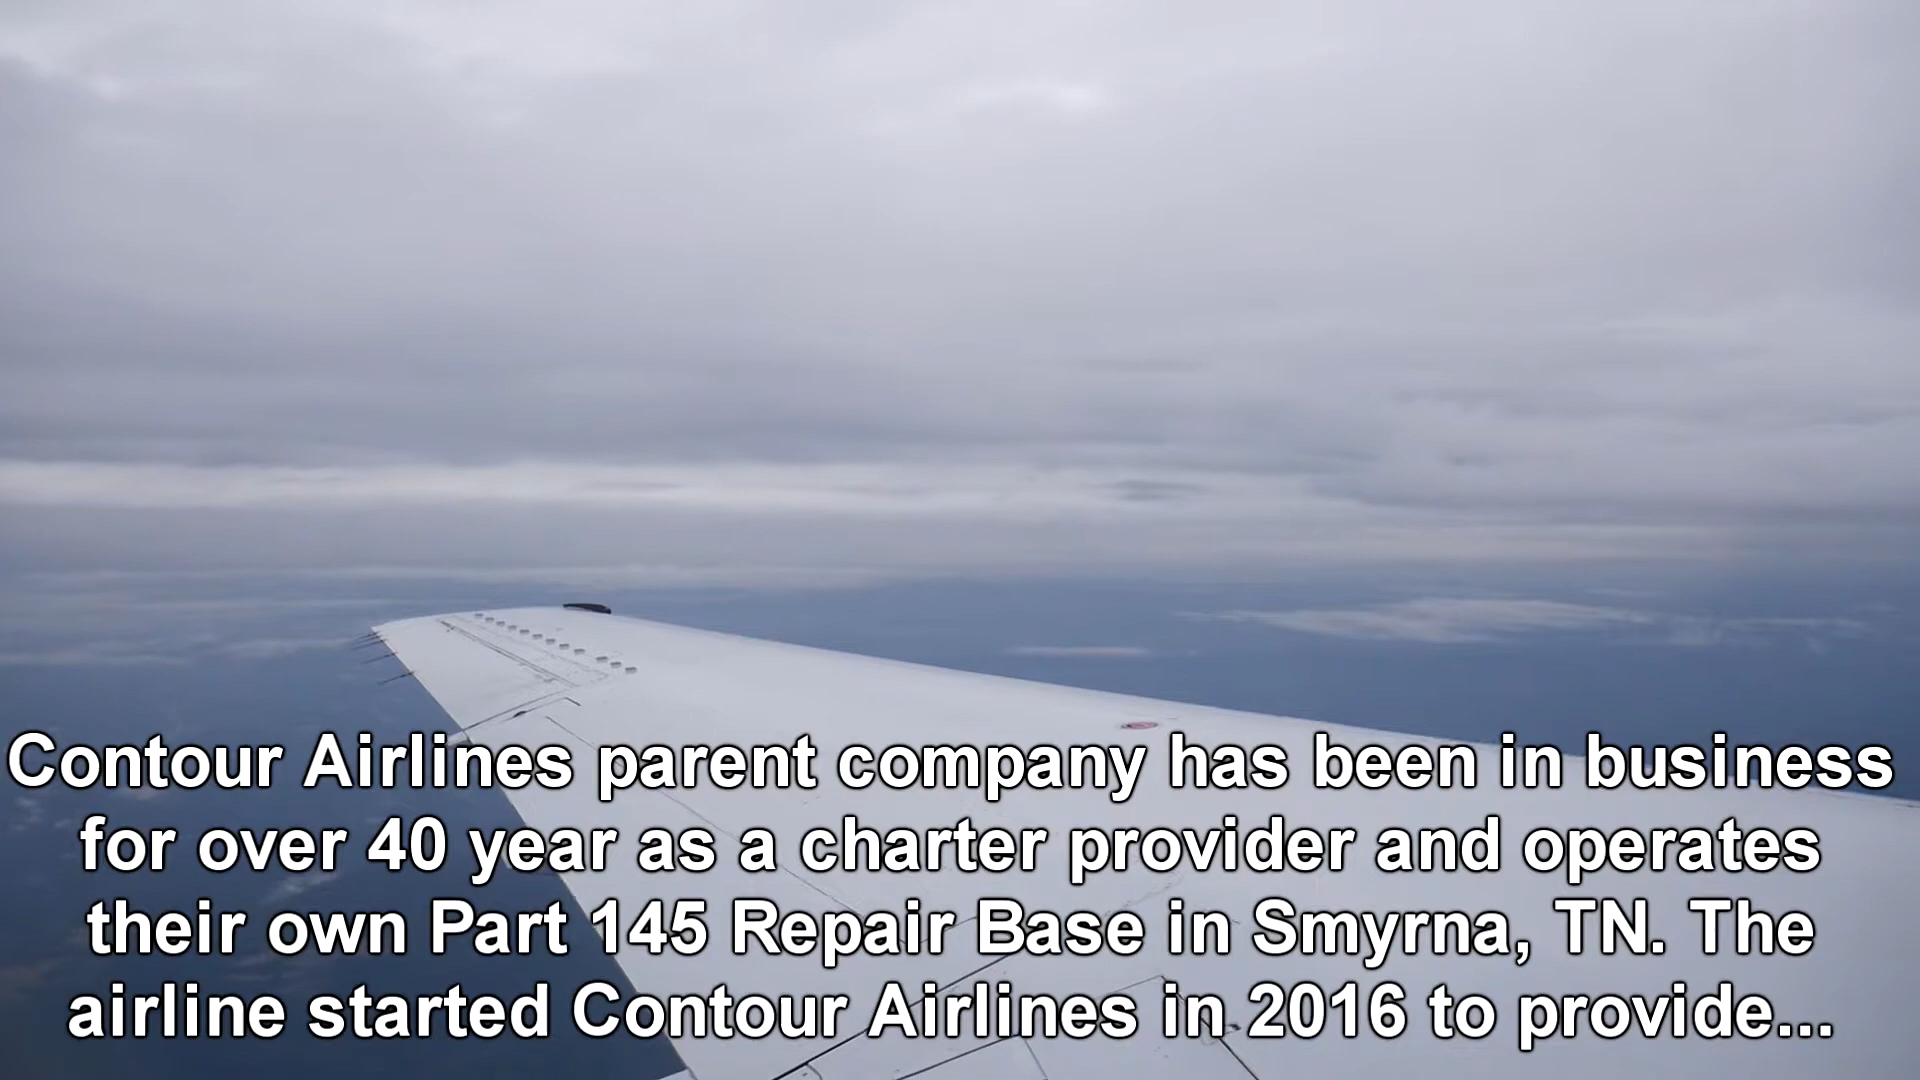 Contour Airlines parent company has been in business
for over 40 year as a charter provider and operates
their own Part 145 Repair Base in Smyrna, TN. The
airline started Contour Airlines in 2016 to provide...